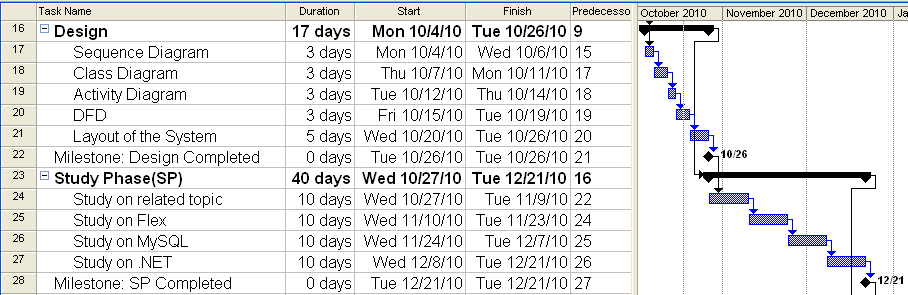 Task Name Duration Start Finish Predecesso October 2010 November 2010 December 2010 Ja
16 Design 17 days Mon 10/4/10 Tue 10/26/10 9
17 Sequence Diagram 3 days Mon 10/4/10 Wed 10/6/10 15
18 Class Diagram 3 days Thu 10/7/10 Mon 10/11/10 17
19 Activity Diagram 3 days Tue 10/12/10 Thu 10/14/10 18
20 DFD 3 days Fri 10/15/10 Tue 10/19/10 19
21 Layout of the System 5 days Wed 10/20/10 Tue 10/26/10 20
22 Milestone: Design Completed 0 days Tue 10/26/10 Tue 10/26/10 21 10/26
23 Study Phase(SP) 40 days Wed 10/27/10 Tue 12/21/10 16
24 Study on related topic 10 days Wed 10/27/10 Tue 11/9/10 22
25 Study on Flex 10 days Wed 11/10/10 Tue 11/23/10 24
26 Study on MySQL 10 days Wed 11/24/10 Tue 12/7/10 25
27 Study on .NET 10 days Wed 12/8/10 Tue 12/21/10 26
28 Milestone: SP Completed 0 days Tue 12/21/10 Tue 12/21/10 27 12/21